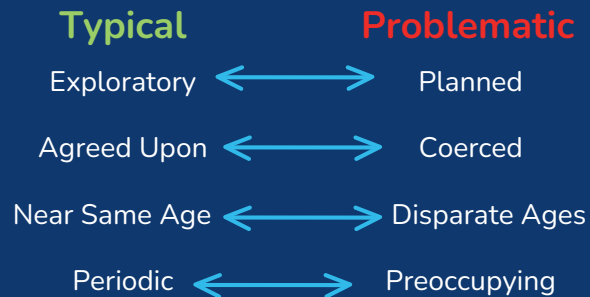 Typical Problematic
Exploratory Planned
Agreed Upon Coerced
Near Same Age Disparate Ages
Periodic Preoccupying